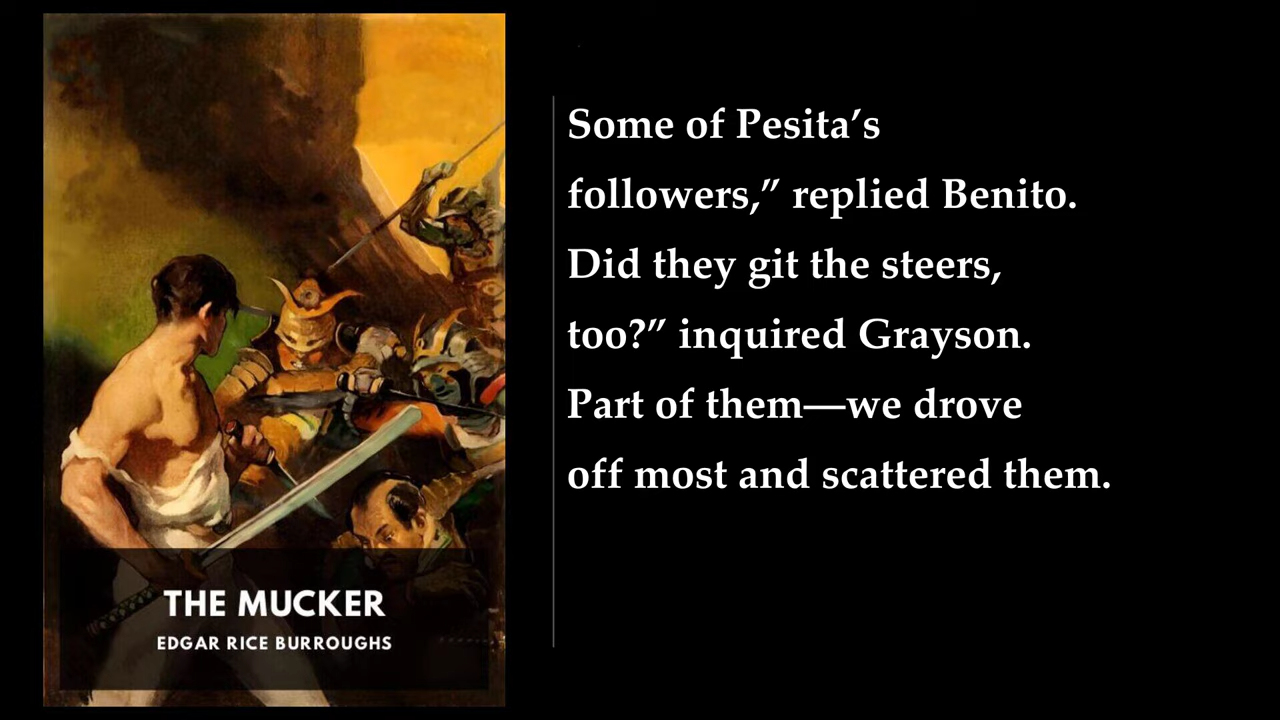 Some of Pesita’s
followers,” replied Benito.
Did they git the steers,
too?” inquired Grayson.
Part of them—we drove
off most and scattered them.
THE MUCKER
EDGAR RICE BURROUGHS